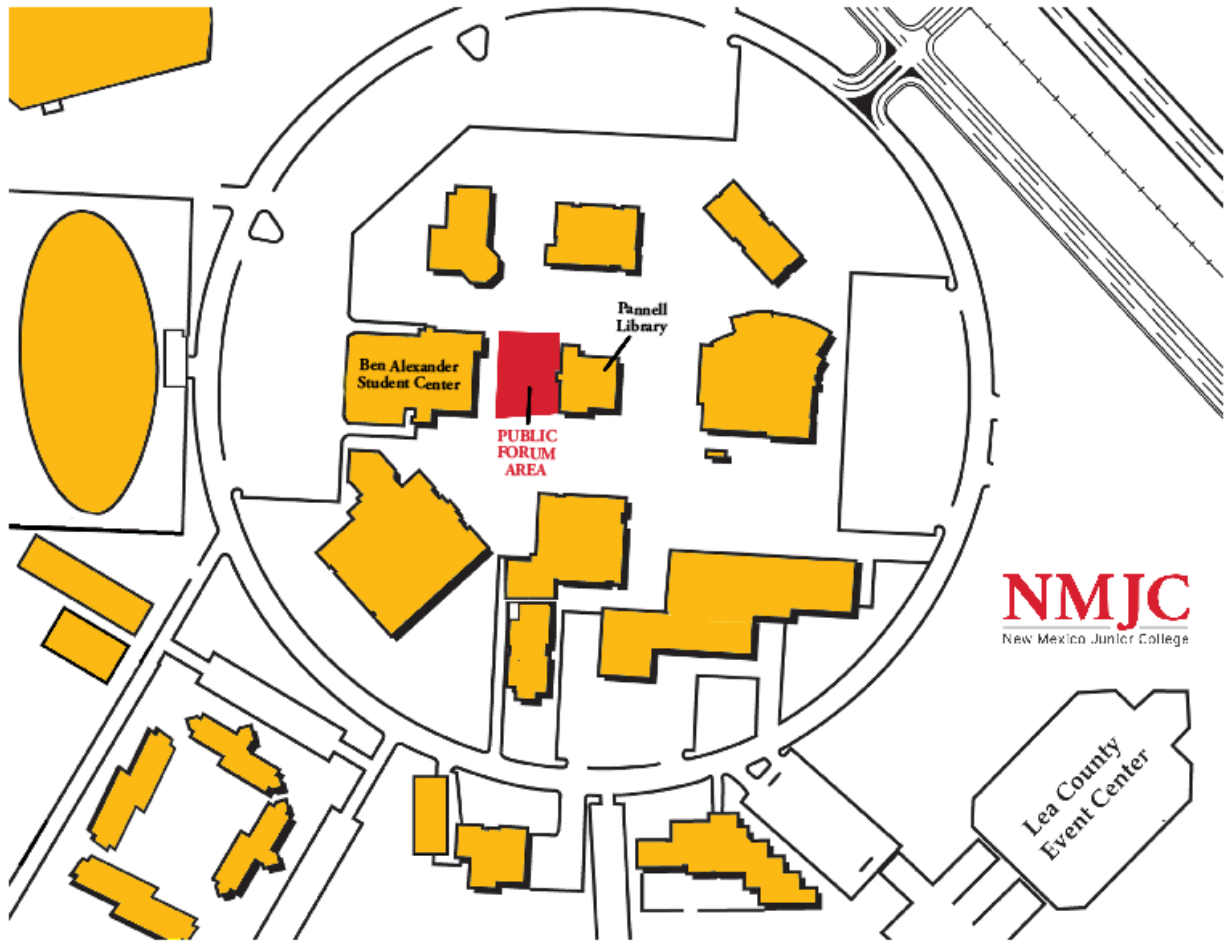 Pannell
Library
Ben Alexander
Student Center
PUBLIC
FORUM
AREA
NMJC
New Mexico Junior College
Lea County
Event Center